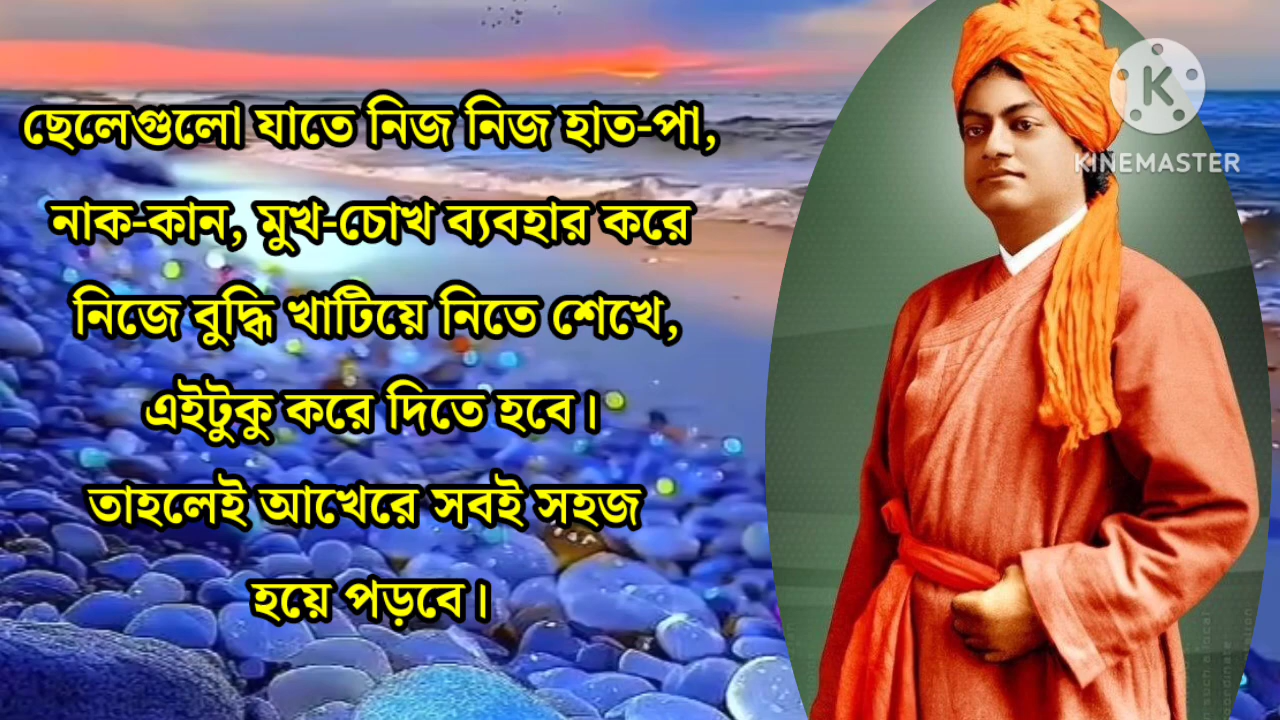 ছেলেগুলো যাতে নিজ নিজ হাত-পা,
নাক-কান, মুখ-চোখ ব্যবহার করে
নিজে বুদ্ধি খাটিয়ে নিতে শেখে,
এইটুকু করে দিতে হবে।
তাহলেই আখেরে সবই সহজ
হয়ে পড়বে।
K
KINEMASTER